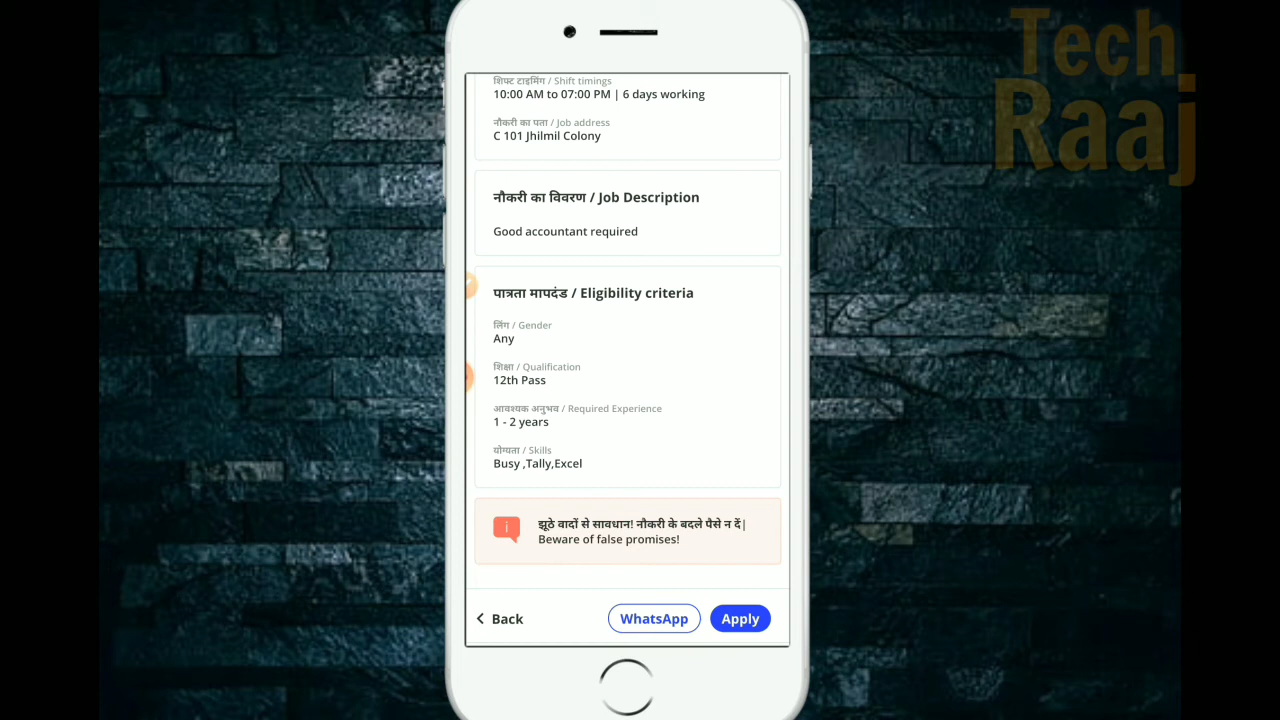 Tech
Raaj
शिफ्ट टाइमिंग / Shift timings
10:00 AM to 07:00 PM | 6 days working
नौकरी का पता / Job address
C 101 Jhilmil Colony
नौकरी का विवरण / Job Description
Good accountant required
पात्रता मापदंड / Eligibility criteria
लिंग / Gender
Any
शिक्षा / Qualification
12th Pass
आवश्यक अनुभव / Required Experience
1 - 2 years
योग्यता / Skills
Busy ,Tally,Excel
झूठे वादों से सावधान! नौकरी के बदले पैसे न दें|
Beware of false promises!
Back
WhatsApp
Apply